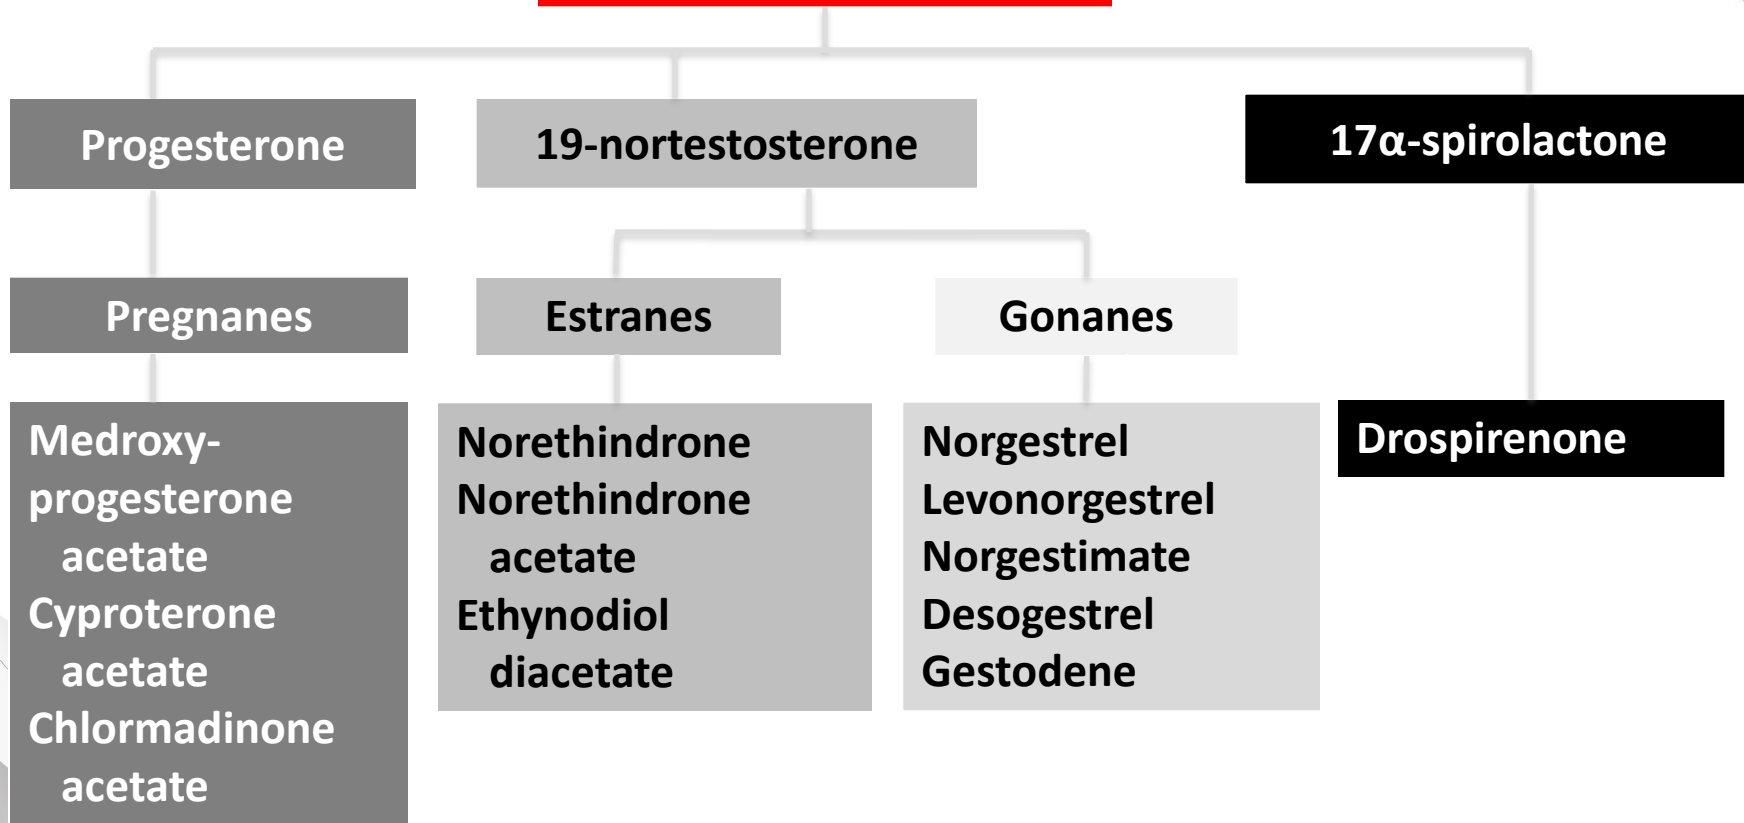 Progesterone
19-nortestosterone
17α-spirolactone
Pregnanes
Estranes
Gonanes
Medroxy-
progesterone
acetate
Cyproterone
acetate
Chlormadinone
acetate
Norethindrone
Norethindrone
acetate
Ethynodiol
diacetate
Norgestrel
Levonorgestrel
Norgestimate
Desogestrel
Gestodene
Drospirenone